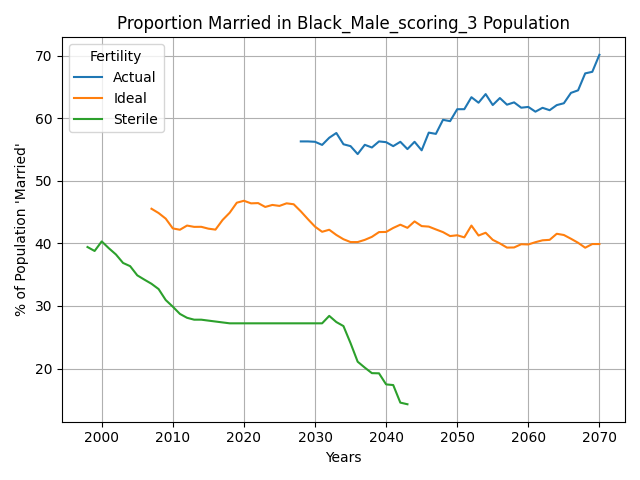 Proportion Married in Black_Male_scoring_3 Population
Fertility
Actual
Ideal
Sterile
% of Population 'Married'
70
60
50
40
30
20
2000 2010 2020 2030 2040 2050 2060 2070
Years